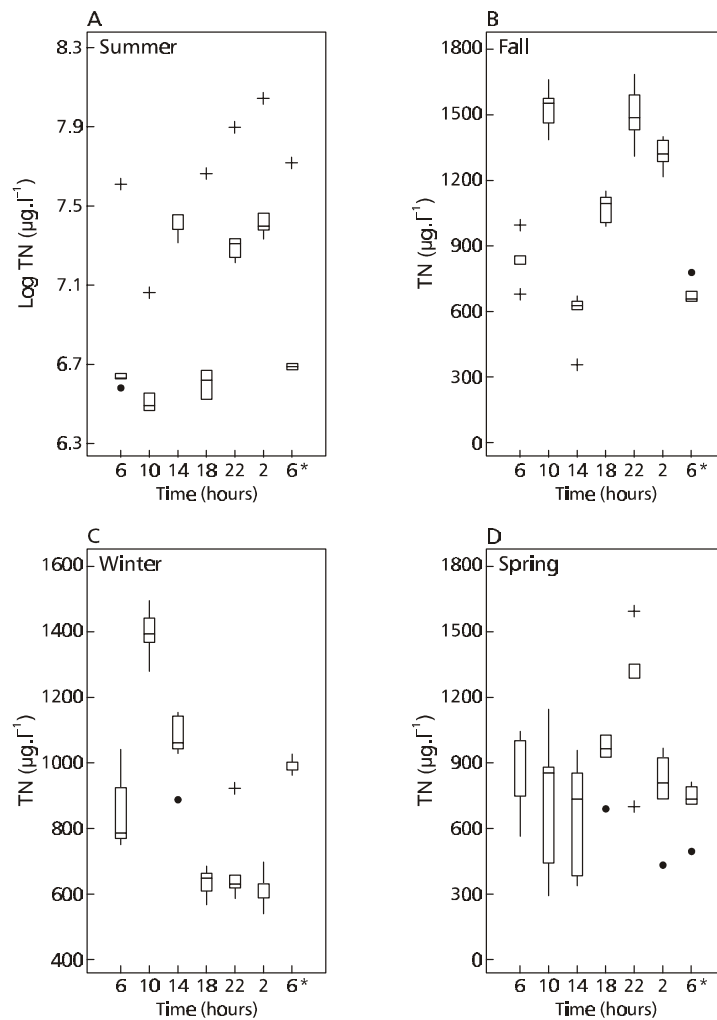 A
Summer
8.3
7.9
7.5
7.1
6.7
6.3
Log TN (µg.l⁻¹)
6 10 14 18 22 2 6*
Time (hours)
B
Fall
1800
1500
1200
900
600
300
0
TN (µg.l⁻¹)
6 10 14 18 22 2 6*
Time (hours)
C
Winter
1600
1400
1200
1000
800
600
400
TN (µg.l⁻¹)
6 10 14 18 22 2 6*
Time (hours)
D
Spring
1800
1500
1200
900
600
300
0
TN (µg.l⁻¹)
6 10 14 18 22 2 6*
Time (hours)